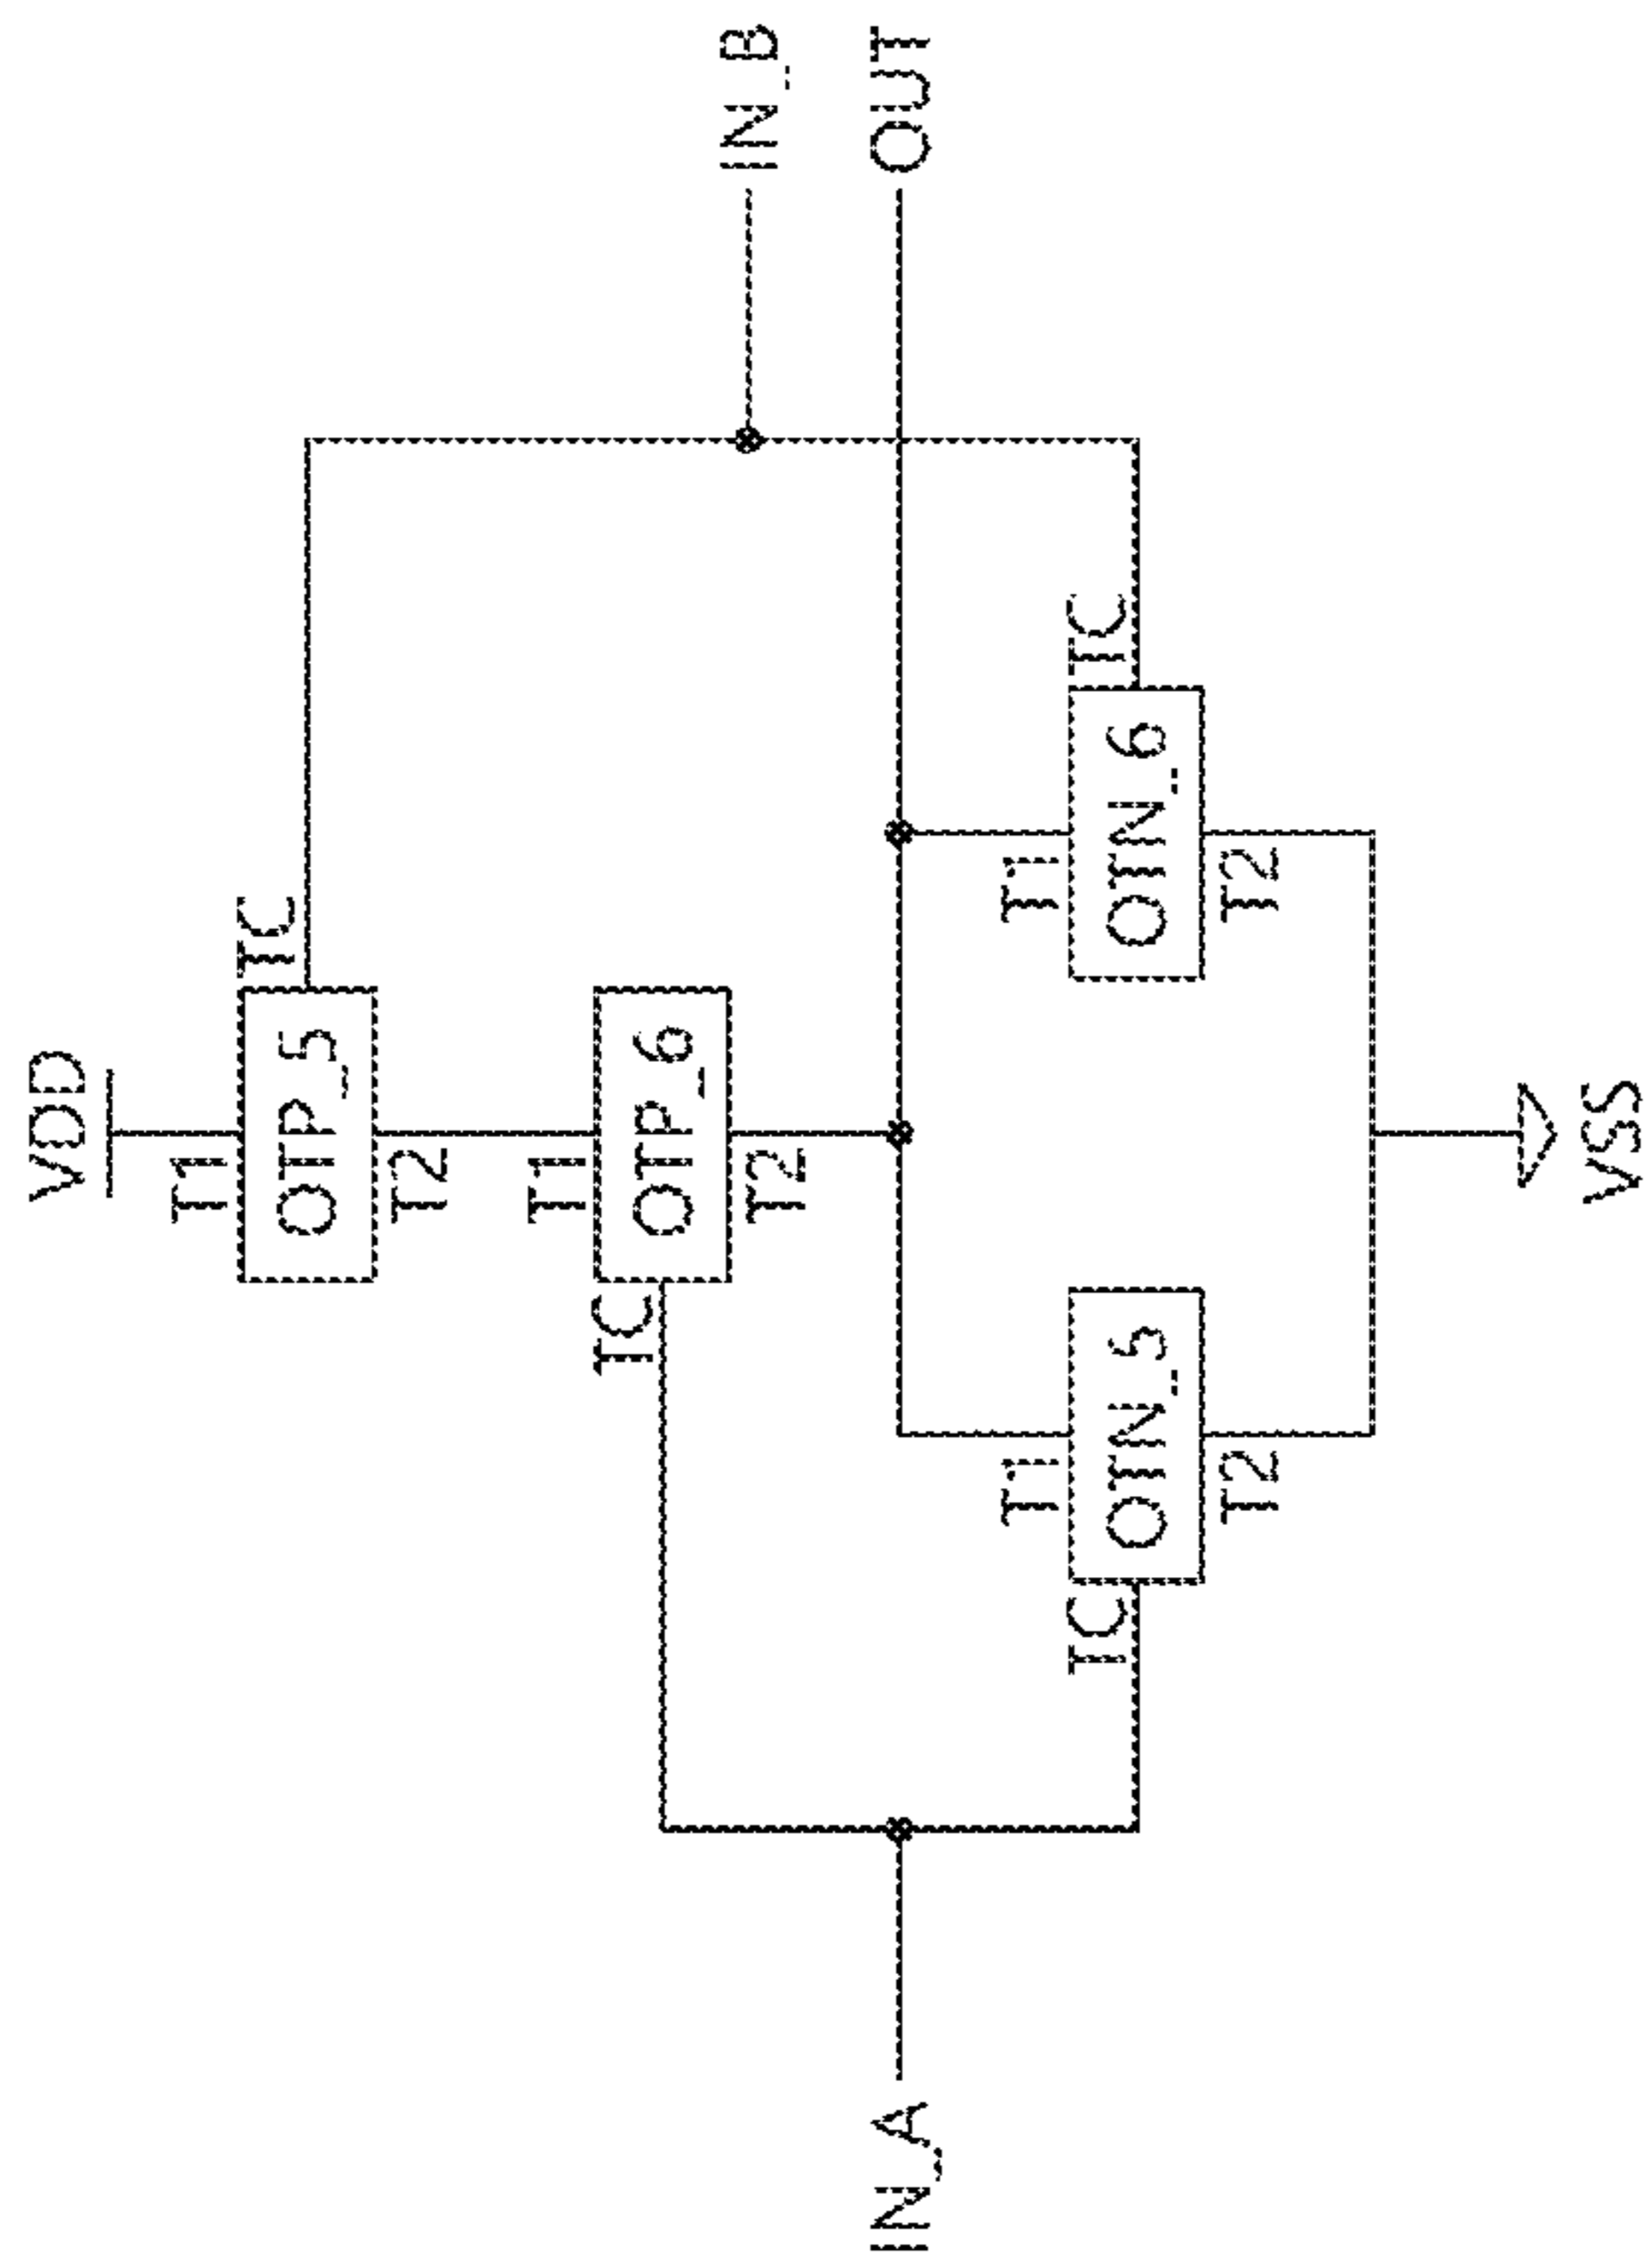 VDD
T1
TC
OTP_5
T2
T1
TC
OTP_6
IN_B
T2
IN_A
OUT
T1
T1
TC
TC
OTN_5
OTN_6
T2
T2
VSS